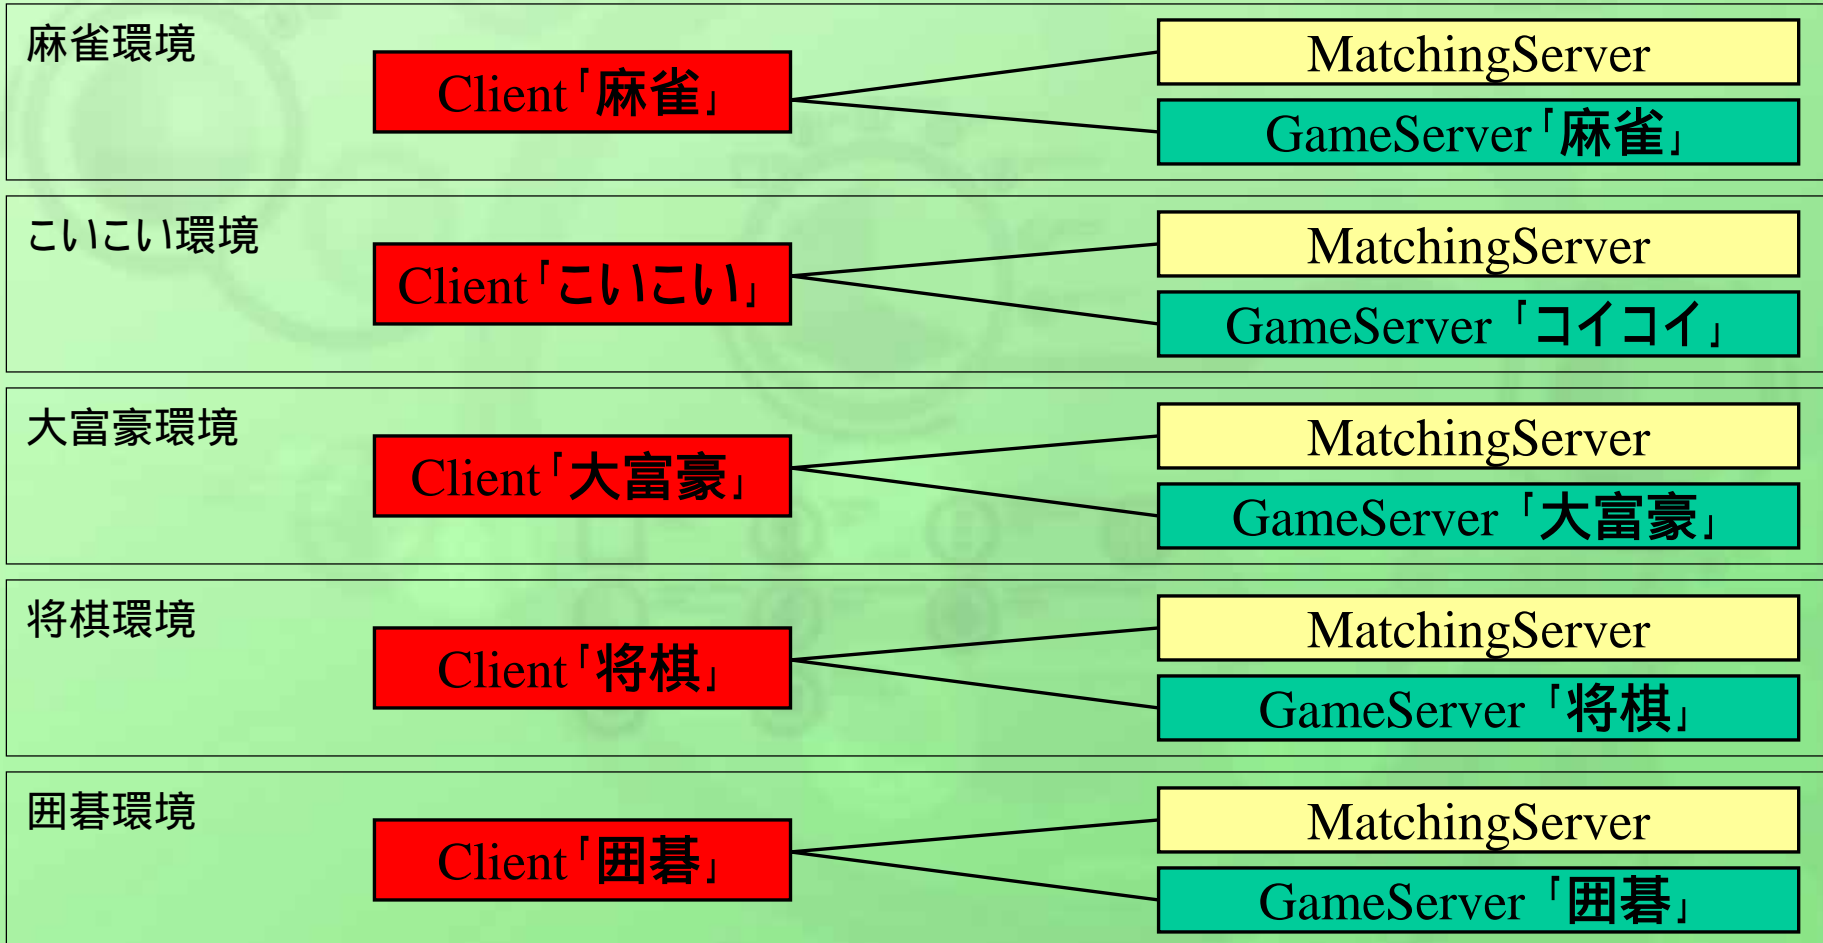 麻雀環境
Client「麻雀」
MatchingServer
GameServer「麻雀」
こいこい環境
Client「こいこい」
MatchingServer
GameServer「コイコイ」
大富豪環境
Client「大富豪」
MatchingServer
GameServer「大富豪」
将棋環境
Client「将棋」
MatchingServer
GameServer「将棋」
囲碁環境
Client「囲碁」
MatchingServer
GameServer「囲碁」